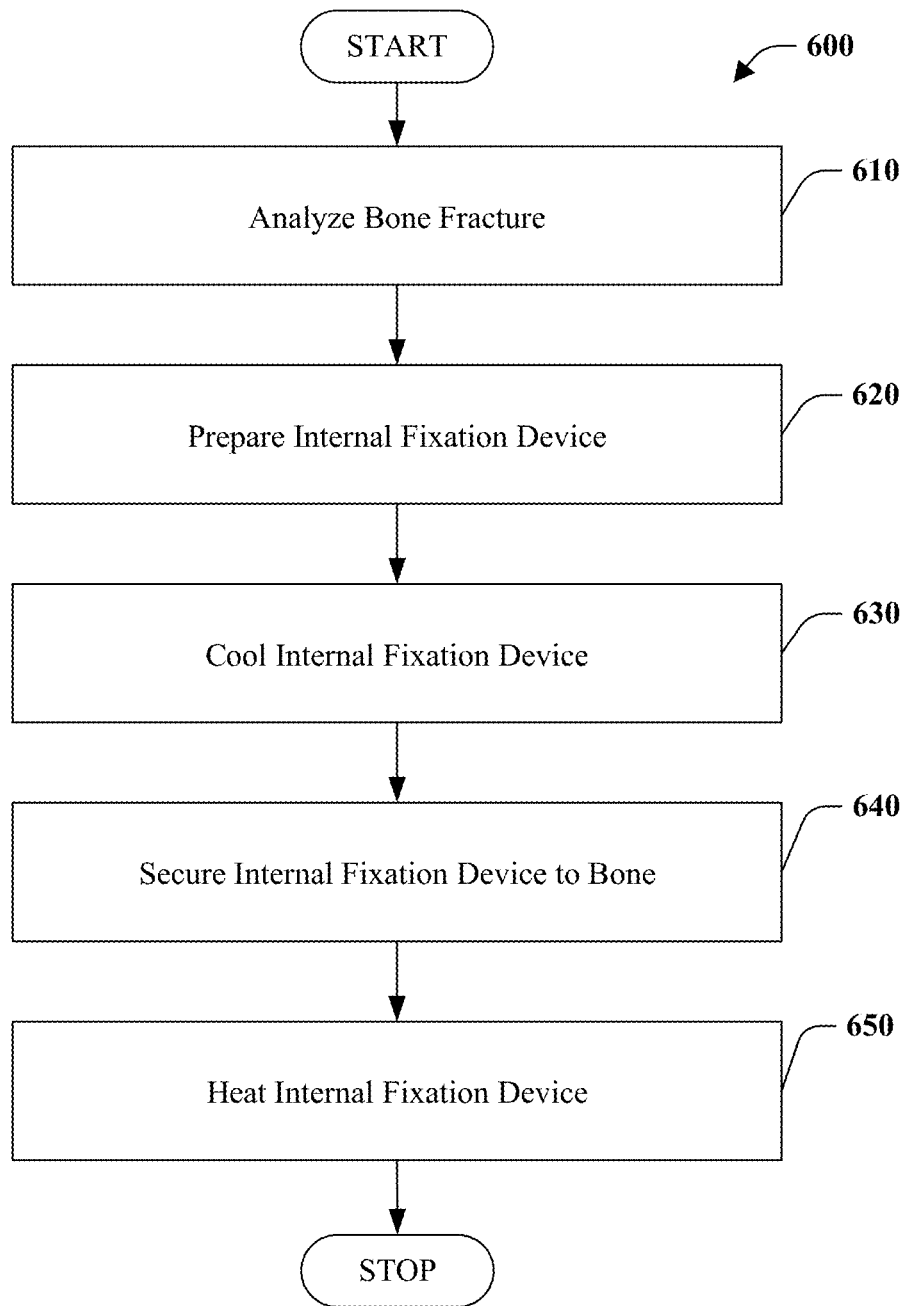 START
600
610
Analyze Bone Fracture
620
Prepare Internal Fixation Device
630
Cool Internal Fixation Device
640
Secure Internal Fixation Device to Bone
650
Heat Internal Fixation Device
STOP